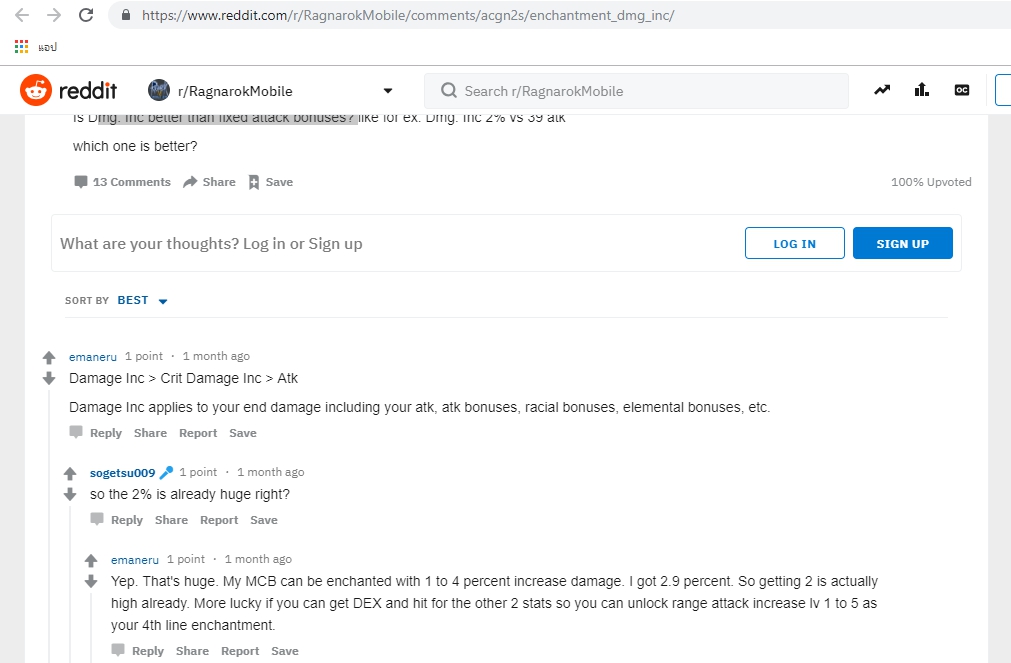 https://www.reddit.com/r/RagnarokMobile/comments/acgn2s/enchantment_dmg_inc/
แอป
reddit r/RagnarokMobile Search r/RagnarokMobile
Is Dmg. Inc better than fixed attack bonuses? like for ex. Dmg. Inc 2% vs 39 atk
which one is better?
13 Comments Share Save 100% Upvoted
What are your thoughts? Log in or Sign up LOG IN SIGN UP
SORT BY BEST
emaneru 1 point · 1 month ago
Damage Inc > Crit Damage Inc > Atk
Damage Inc applies to your end damage including your atk, atk bonuses, racial bonuses, elemental bonuses, etc.
Reply Share Report Save
sogetsu009 1 point · 1 month ago
so the 2% is already huge right?
Reply Share Report Save
emaneru 1 point · 1 month ago
Yep. That's huge. My MCB can be enchanted with 1 to 4 percent increase damage. I got 2.9 percent. So getting 2 is actually
high already. More lucky if you can get DEX and hit for the other 2 stats so you can unlock range attack increase lv 1 to 5 as
your 4th line enchantment.
Reply Share Report Save